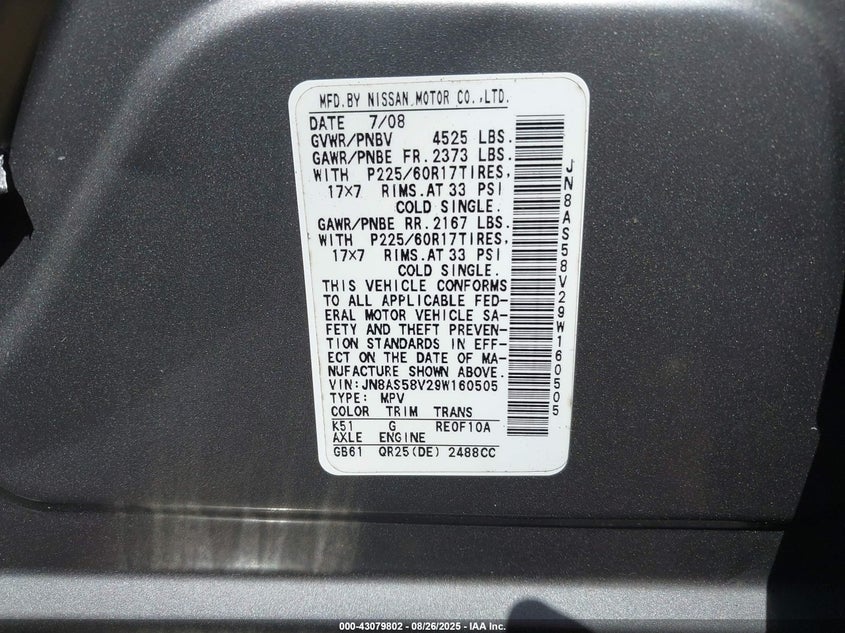 MFD.BY NISSAN MOTOR CO.,LTD.
DATE 7/08
GVWR/PNBV 4525 LBS.
GAWR/PNBE FR.2373 LBS.
WITH P225/60R17TIRES,
17×7 RIMS.AT 33 PSI
COLD SINGLE.
GAWR/PNBE RR.2167 LBS.
WITH P225/60R17TIRES,
17×7 RIMS.AT 33 PSI
COLD SINGLE.
THIS VEHICLE CONFORMS
TO ALL APPLICABLE FED-
ERAL MOTOR VEHICLE SA-
FETY AND THEFT PREVEN-
TION STANDARDS IN EFF-
ECT ON THE DATE OF MA-
NUFACTURE SHOWN ABOVE.
VIN:JN8AS58V29W160505
TYPE: MPV
COLOR TRIM TRANS
K51 G RE0F10A
AXLE ENGINE
GB61 QR25(DE) 2488CC
JN8AS58V29W160505
000-43079802 - 08/26/2025 - IAA Inc.